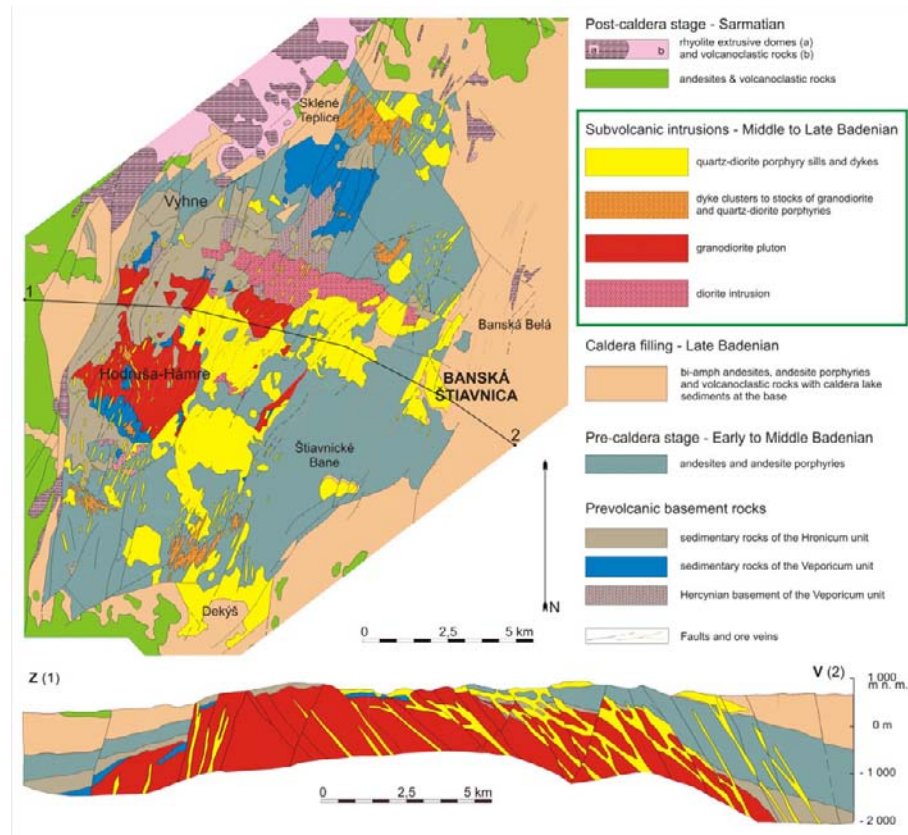 Sklené
Teplice
Vyhne
1
Banská Belá
Hodruša-Hámre
BANSKÁ
ŠTIAVNICA
2
Štiavnické
Bane
Dekýš
N
0 2,5 5 km
Post-caldera stage - Sarmatian
a b
rhyolite extrusive domes (a)
and volcanoclastic rocks (b)
andesites & volcanoclastic rocks
Subvolcanic intrusions - Middle to Late Badenian
quartz-diorite porphyry sills and dykes
dyke clusters to stocks of granodiorite
and quartz-diorite porphyries
granodiorite pluton
diorite intrusion
Caldera filling - Late Badenian
bi-amph andesites, andesite porphyries
and volcanoclastic rocks with caldera lake
sediments at the base
Pre-caldera stage - Early to Middle Badenian
andesites and andesite porphyries
Prevolcanic basement rocks
sedimentary rocks of the Hronicum unit
sedimentary rocks of the Veporicum unit
Hercynian basement of the Veporicum unit
Faults and ore veins
Z (1)
V (2)
1 000
m n. m.
0 m
- 1 000
- 2 000
0 2,5 5 km